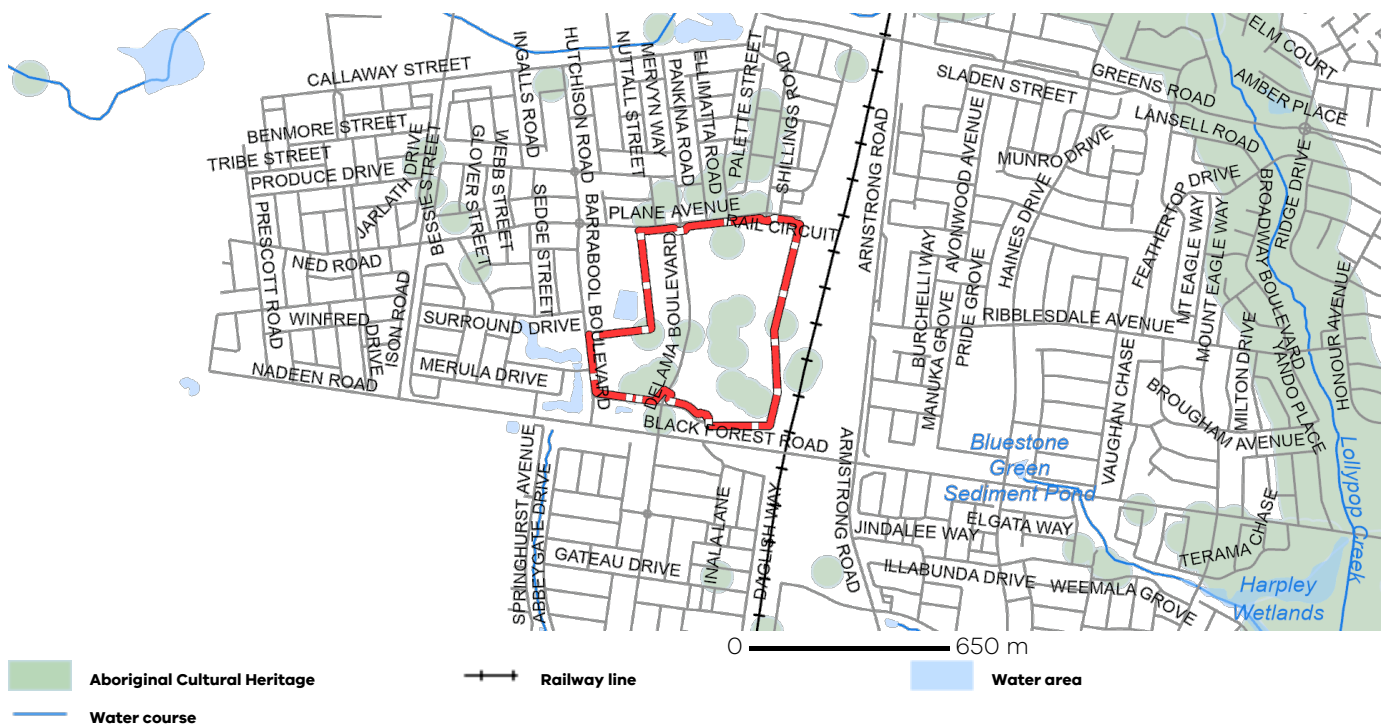 ELM COURT
CALLAWAY STREET
INGALLS ROAD
HUTCHISON ROAD
NUTTALL STREET
MERVYN WAY
PANKINA ROAD
ELLIMATTA ROAD
PALETTE STREET
SHILLINGS ROAD
SLADEN STREET
GREENS ROAD
AMBER PLACE
LANSELL ROAD
BENMORE STREET
TRIBE STREET
PRODUCE DRIVE
JARLATH DRIVE
BESSIE STREET
GLOVER STREET
WEBB STREET
SEDGE STREET
BARRABOOL BOULEVARD
PLANE AVENUE
RAIL CIRCUIT
ARNSTRONG ROAD
AVONWOOD AVENUE
MUNRO DRIVE
HAINES DRIVE
FEATHERTOP DRIVE
MT EAGLE WAY
MOUNT EAGLE WAY
BROADWAY BOULEVARD
RIDGE DRIVE
PRESCOTT ROAD
NED ROAD
WINFRED DRIVE
ISON ROAD
SURROUND DRIVE
MERULA DRIVE
NADEEN ROAD
DELAMA BOULEVARD
BLACK FOREST ROAD
BURCHELLI WAY
MANUKA GROVE
PRIDE GROVE
RIBBLESDALE AVENUE
VAUGHAN CHASE
MILTON DRIVE
BROUGHAM AVENUE
TANDO PLACE
HONOUR AVENUE
Bluestone
Green
Sediment Pond
Lollypop Creek
SPRINGHURST AVENUE
ABBEYGATE DRIVE
GATEAU DRIVE
INALA LANE
DAGLISH WAY
ARMSTRONG ROAD
JINDALEE WAY
ELGATA WAY
ILLABUNDA DRIVE
WEEMALA GROVE
TERAMA CHASE
Harpley
Wetlands
0 650 m
Aboriginal Cultural Heritage
Railway line
Water area
Water course